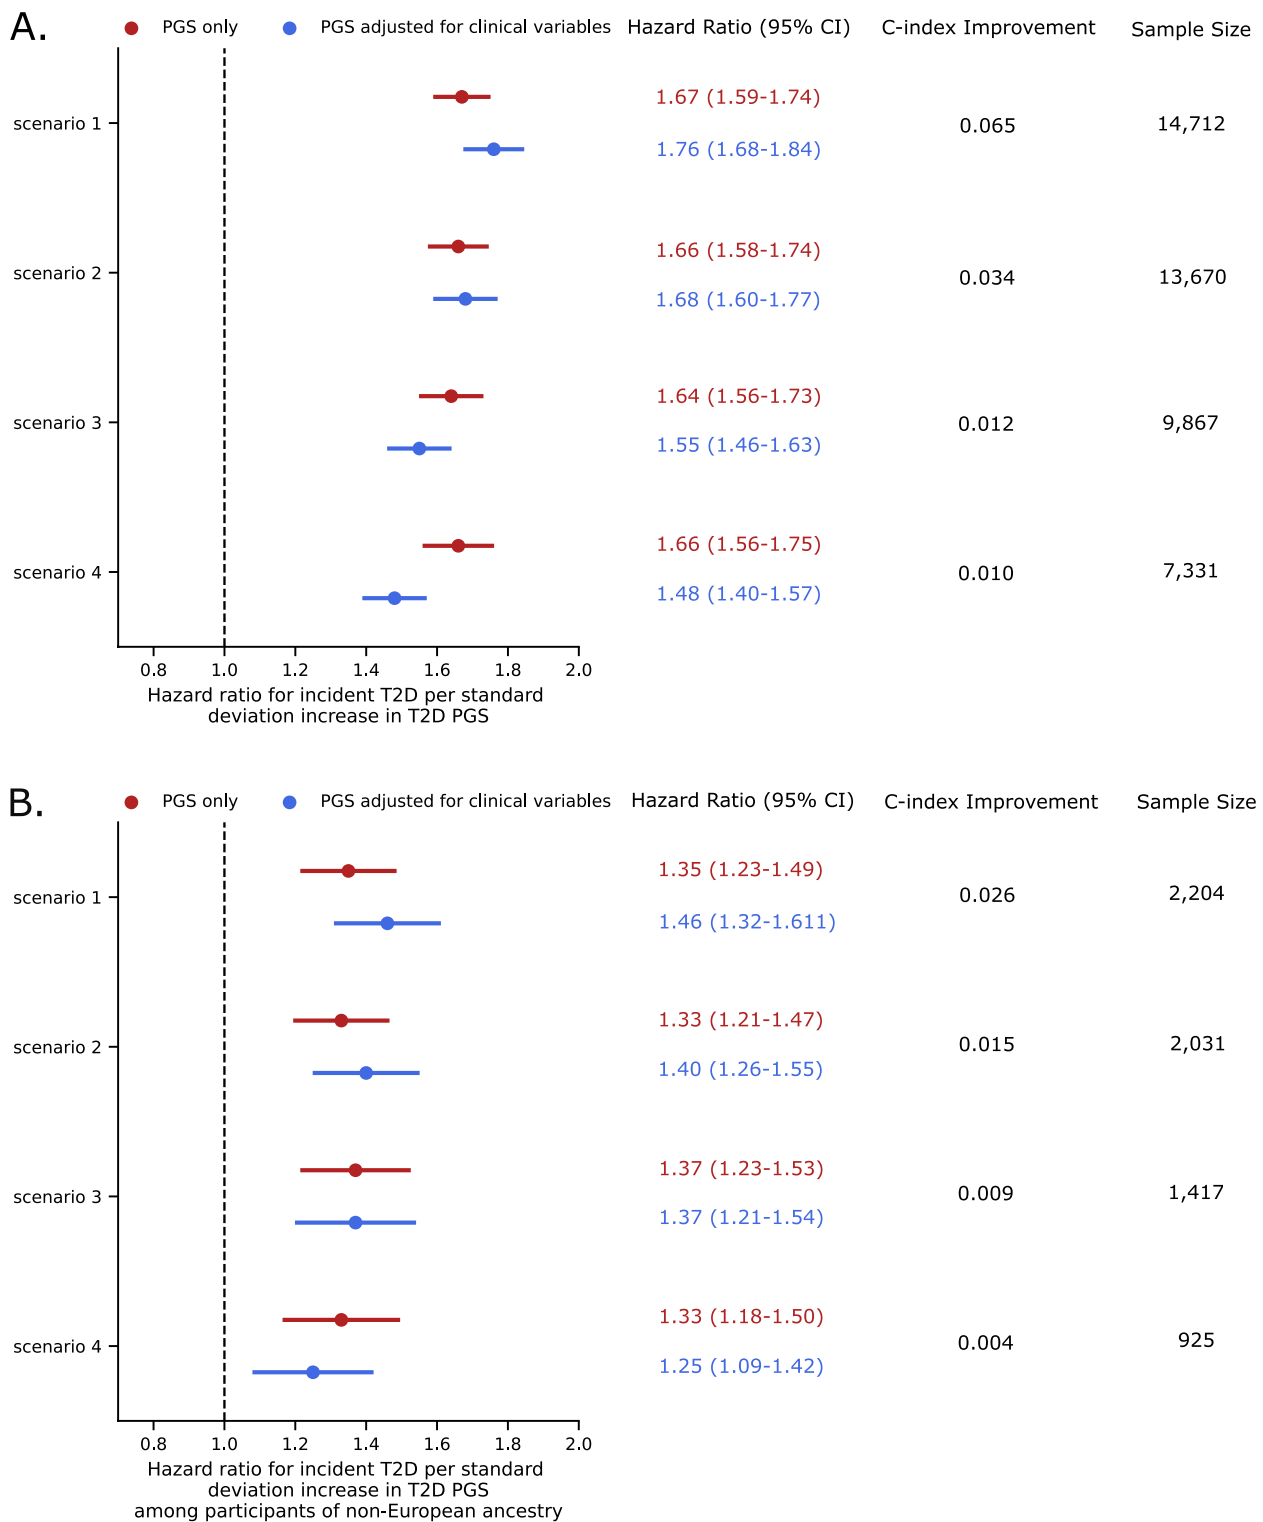 A.
PGS only PGS adjusted for clinical variables Hazard Ratio (95% CI) C-index Improvement Sample Size
1.67 (1.59-1.74)
scenario 1 0.065 14,712
1.76 (1.68-1.84)
1.66 (1.58-1.74)
scenario 2 0.034 13,670
1.68 (1.60-1.77)
1.64 (1.56-1.73)
scenario 3 0.012 9,867
1.55 (1.46-1.63)
1.66 (1.56-1.75)
scenario 4 0.010 7,331
1.48 (1.40-1.57)
0.8 1.0 1.2 1.4 1.6 1.8 2.0
Hazard ratio for incident T2D per standard
deviation increase in T2D PGS
B.
PGS only PGS adjusted for clinical variables Hazard Ratio (95% CI) C-index Improvement Sample Size
1.35 (1.23-1.49)
scenario 1 0.026 2,204
1.46 (1.32-1.611)
1.33 (1.21-1.47)
scenario 2 0.015 2,031
1.40 (1.26-1.55)
1.37 (1.23-1.53)
scenario 3 0.009 1,417
1.37 (1.21-1.54)
1.33 (1.18-1.50)
scenario 4 0.004 925
1.25 (1.09-1.42)
0.8 1.0 1.2 1.4 1.6 1.8 2.0
Hazard ratio for incident T2D per standard
deviation increase in T2D PGS
among participants of non-European ancestry